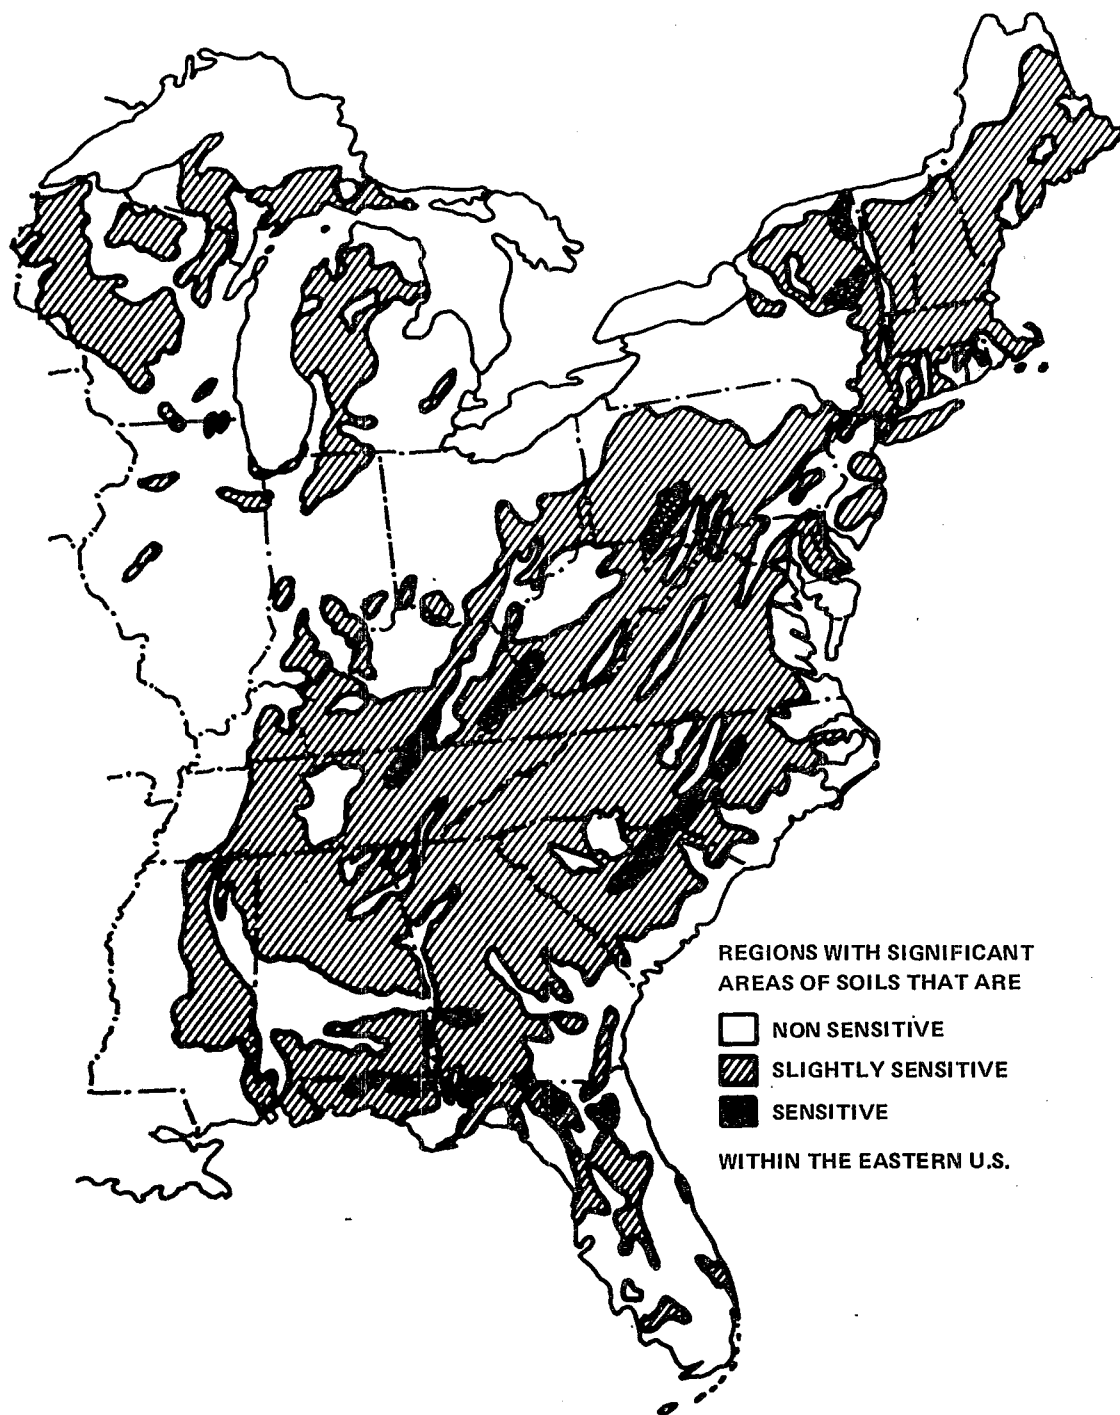 REGIONS WITH SIGNIFICANT
AREAS OF SOILS THAT ARE
NON SENSITIVE
SLIGHTLY SENSITIVE
SENSITIVE
WITHIN THE EASTERN U.S.